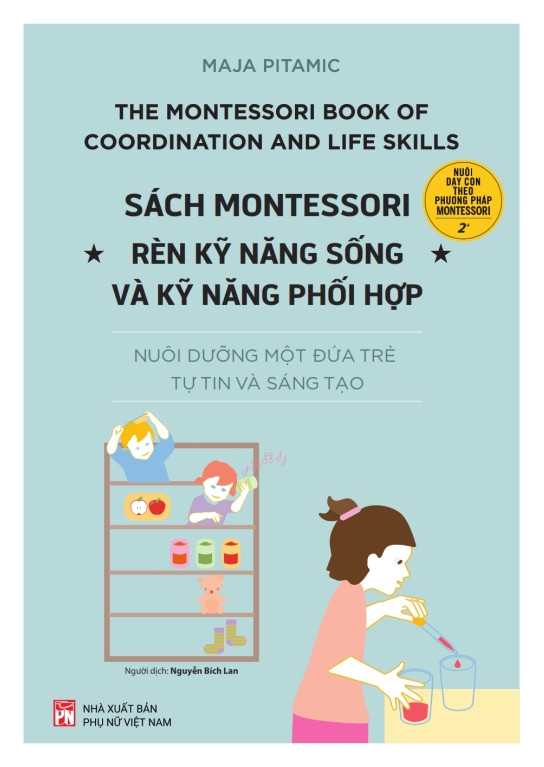 MAJA PITAMIC
THE MONTESSORI BOOK OF
COORDINATION AND LIFE SKILLS
NUÔI
DẠY CON
THEO
PHƯƠNG PHÁP
MONTESSORI
2+
SÁCH MONTESSORI
RÈN KỸ NĂNG SỐNG
VÀ KỸ NĂNG PHỐI HỢP
NUÔI DƯỠNG MỘT ĐỨA TRẺ
TỰ TIN VÀ SÁNG TẠO
Người dịch: Nguyễn Bích Lan
PN
NHÀ XUẤT BẢN
PHỤ NỮ VIỆT NAM